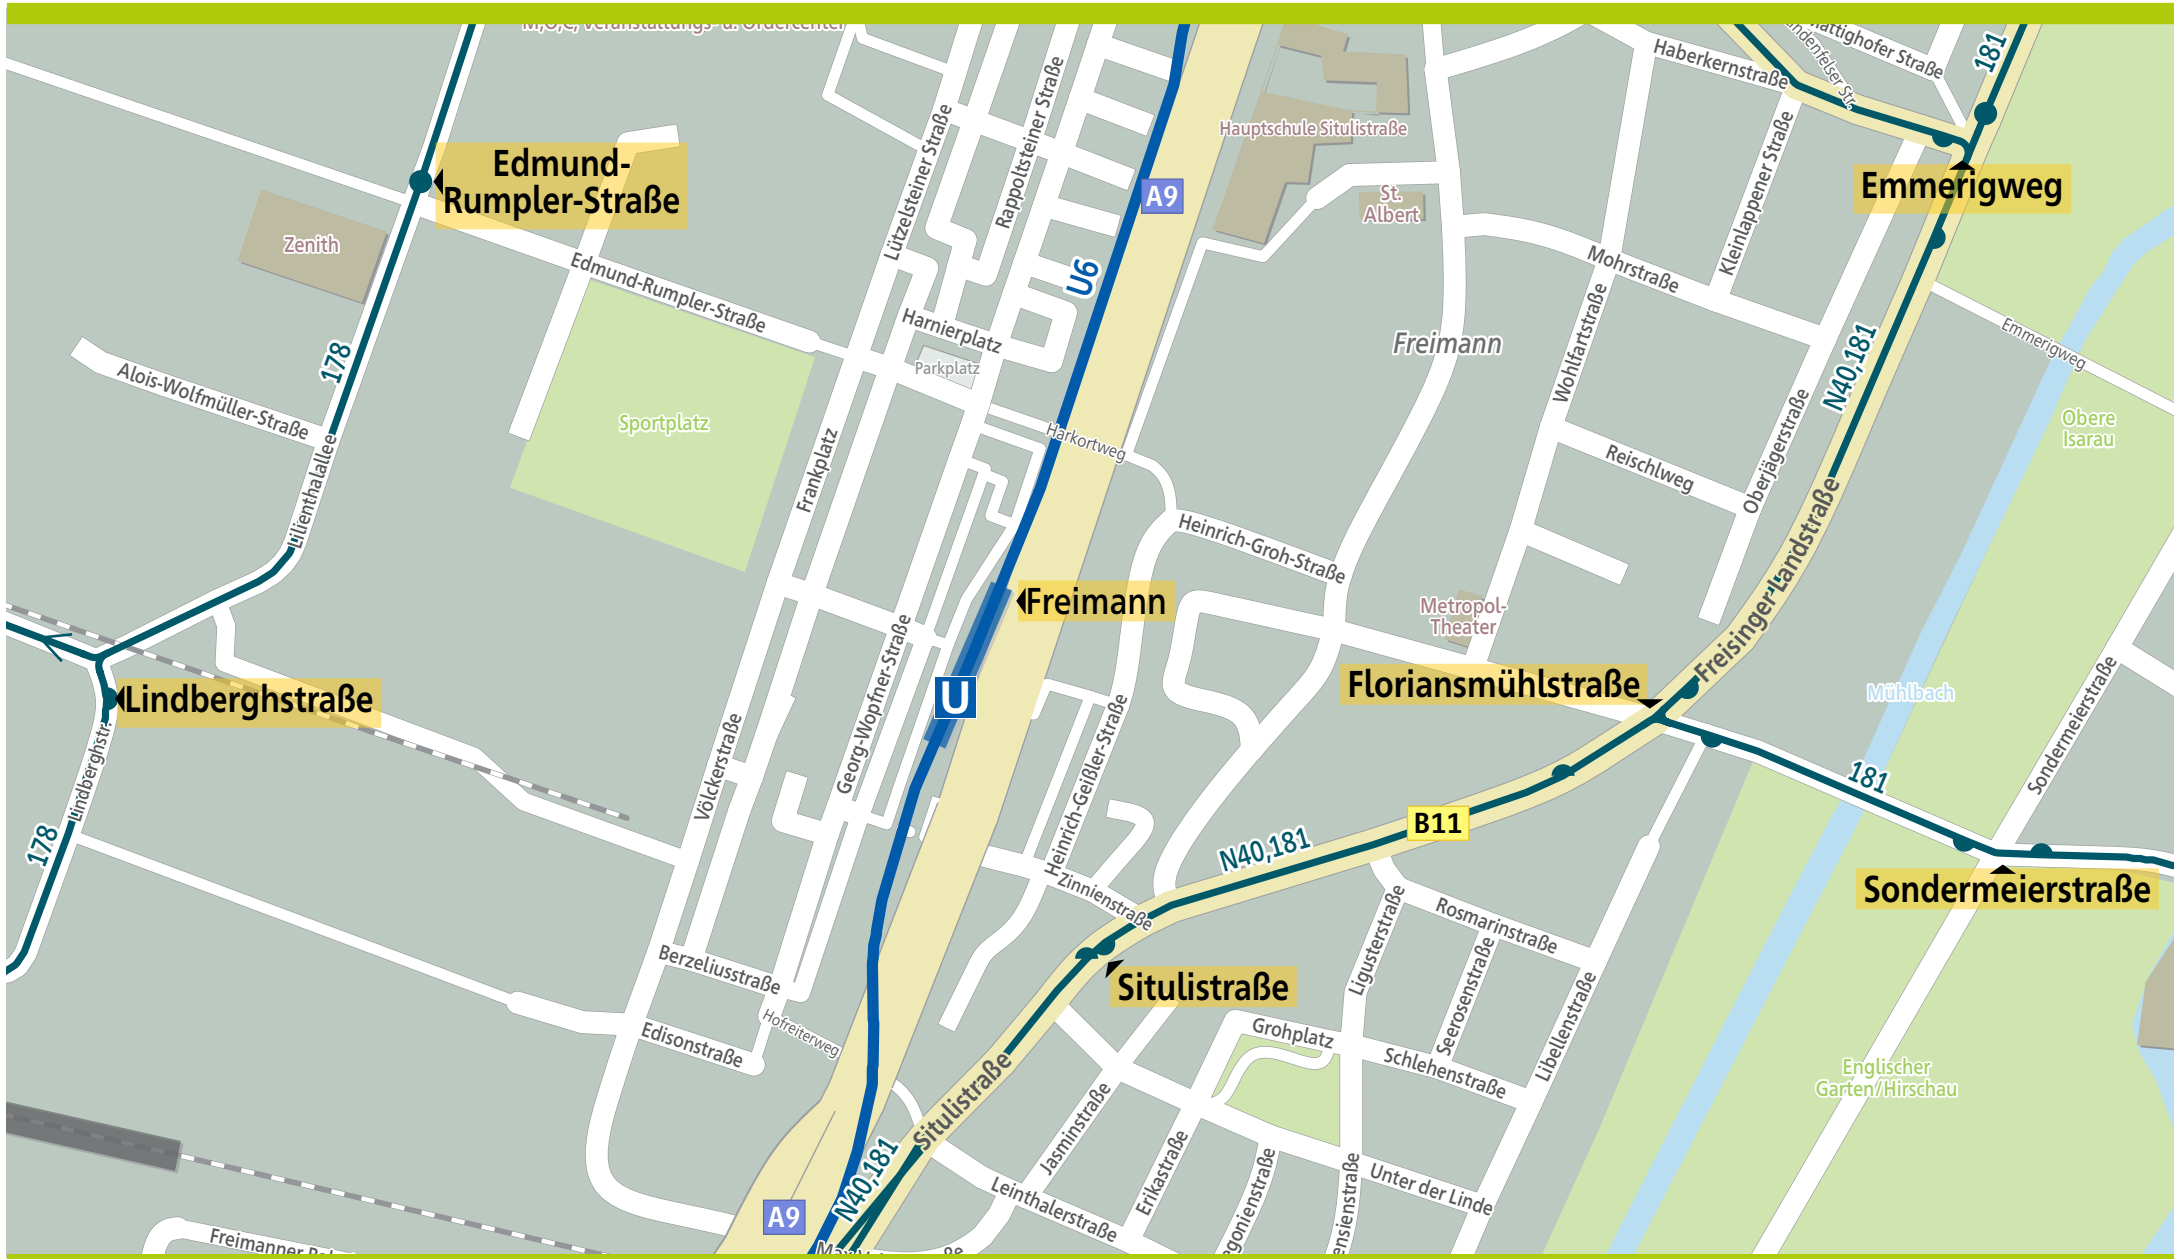 M,O,C, Veranstaltungs- u. Ordercenter
Haberkernstraße
181
Hauptschule Situlistraße
Lützelsteiner Straße
Rappoltsteiner Straße
Kleinlappener Straße
Edmund-
Rumpler-Straße
A9
St.
Albert
Emmerigweg
Zenith
U6
Mohrstraße
Edmund-Rumpler-Straße
Harnierplatz
Parkplatz
Freimann
Wohlfartstraße
N40,181
Emmerigweg
178
Alois-Wolfmüller-Straße
Sportplatz
Frankplatz
Harkortweg
Reischlweg
Oberjägerstraße
Obere
Isarau
Lilienthalallee
Heinrich-Groh-Straße
Freisinger Landstraße
Freimann
Metropol-
Theater
Georg-Wopfner-Straße
Floriansmühlstraße
Lindberghstraße
U
Mühlbach
Sondermeierstraße
Lindberghstr.
Völckerstraße
Heinrich-Geißler-Straße
181
178
B11
N40,181
Zinnienstraße
Sondermeierstraße
Ligusterstraße
Rosmarinstraße
Seerosenstraße
Berzeliusstraße
Situlistraße
Libellenstraße
Hofreiterweg
Edisonstraße
Grohplatz
Schlehenstraße
Englischer
Garten/Hirschau
Situlistraße
Jasminstraße
Erikastraße
Unter der Linde
N40,181
A9
Leinthalerstraße
Freimanner